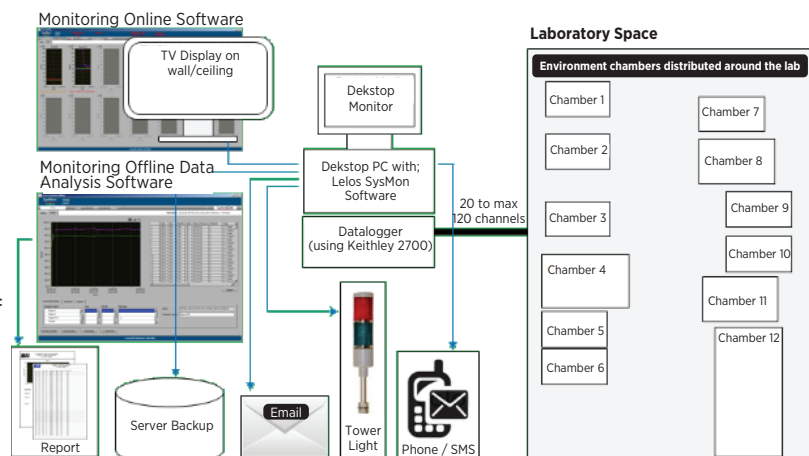 Monitoring Online Software
TV Display on
wall/ceiling
Dekstop
Monitor
Monitoring Offline Data
Analysis Software
Dekstop PC with;
Lelos SysMon
Software
Datalogger
(using Keithley 2700)
20 to max
120 channels
Report
Server Backup
Email
Tower
Light
Phone / SMS
Laboratory Space
Environment chambers distributed around the lab
Chamber 1
Chamber 2
Chamber 3
Chamber 4
Chamber 5
Chamber 6
Chamber 7
Chamber 8
Chamber 9
Chamber 10
Chamber 11
Chamber 12